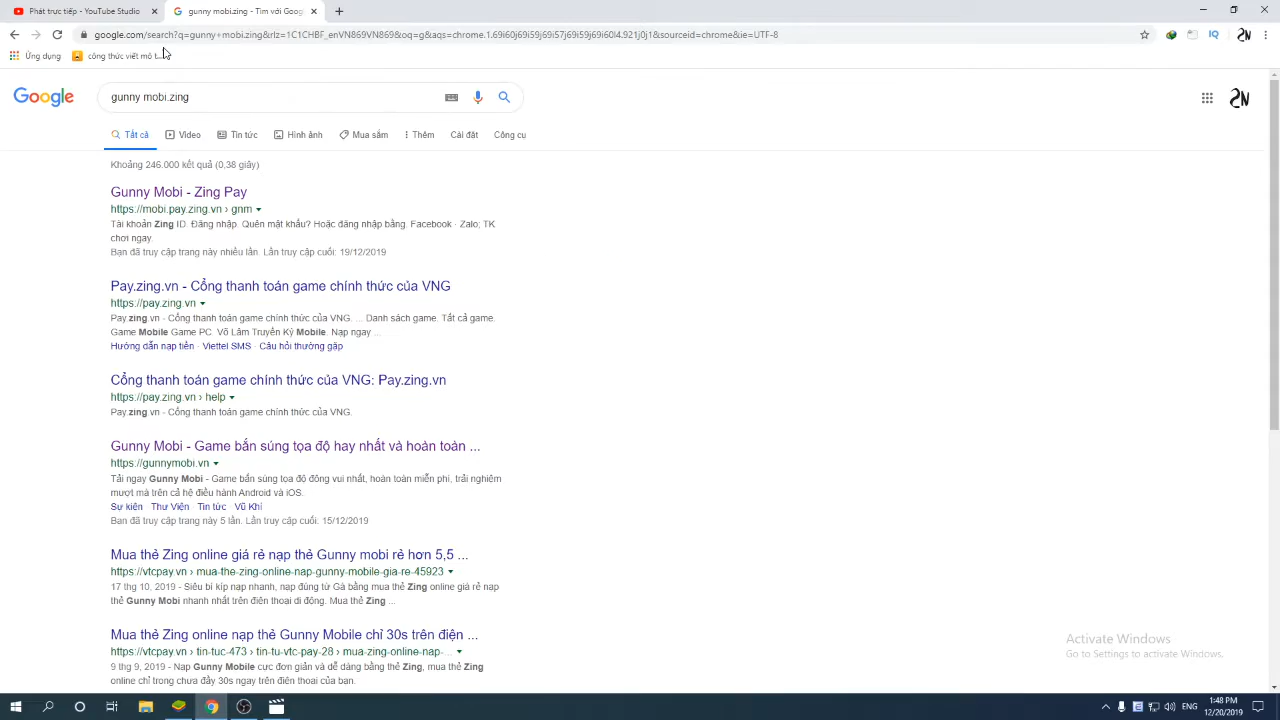 Phát trực tiếp - YouTube Studio
gunny mobi.zing - Tìm với Goog
google.com/search?q=gunny+mobi.zing&rlz=1C1CHBF_enVN869VN869&oq=g&aqs=chrome.1.69i60j69i59j69i57j69i59j69i60l4.921j0j1&sourceid=chrome&ie=UTF-8
Ứng dụng
công thức viết mô t...
Google
gunny mobi.zing
Tất cả
Video
Tin tức
Hình ảnh
Mua sắm
Thêm
Cài đặt
Công cụ
Khoảng 246.000 kết quả (0,38 giây)
Gunny Mobi - Zing Pay
https://mobi.pay.zing.vn › gnm
Tài khoản Zing ID. Đăng nhập. Quên mật khẩu? Hoặc đăng nhập bằng. Facebook · Zalo; TK
chơi ngay.
Bạn đã truy cập trang này nhiều lần. Lần truy cập cuối: 19/12/2019
Pay.zing.vn - Cổng thanh toán game chính thức của VNG
https://pay.zing.vn
Pay.zing.vn - Cổng thanh toán game chính thức của VNG. ... Danh sách game. Tất cả game.
Game Mobile Game PC. Võ Lâm Truyền Kỳ Mobile. Nạp ngay ...
Hướng dẫn nạp tiền · Viettel SMS · Câu hỏi thường gặp
Cổng thanh toán game chính thức của VNG: Pay.zing.vn
https://pay.zing.vn › help
Pay.zing.vn - Cổng thanh toán game chính thức của VNG.
Gunny Mobi - Game bắn súng tọa độ hay nhất và hoàn toàn ...
https://gunnymobi.vn
Tải ngay Gunny Mobi - Game bắn súng tọa độ đông vui nhất, hoàn toàn miễn phí, trải nghiệm
mượt mà trên cả hệ điều hành Android và iOS.
Sự kiện · Thư Viện · Tin tức · Vũ Khí
Bạn đã truy cập trang này 5 lần. Lần truy cập cuối: 15/12/2019
Mua thẻ Zing online giá rẻ nạp thẻ Gunny mobi rẻ hơn 5,5 ...
https://vtcpay.vn › mua-the-zing-online-nap-gunny-mobile-gia-re-45923
17 thg 10, 2019 - Siêu bí kíp nạp nhanh, nạp đúng từ Gà bằng mua thẻ Zing online giá rẻ nạp
thẻ Gunny Mobi nhanh nhất trên điện thoại di động. Mua thẻ Zing ...
Mua thẻ Zing online nạp thẻ Gunny Mobile chỉ 30s trên điện ...
https://vtcpay.vn › tin-tuc-473 › tin-tu-vtc-pay-28 › mua-zing-online-nap-...
9 thg 9, 2019 - Nạp Gunny Mobile cực đơn giản và dễ dàng bằng thẻ Zing, mua thẻ Zing
online chỉ trong chưa đầy 30s ngay trên điện thoại của bạn.
Activate Windows
Go to Settings to activate Windows.
ENG
1:48 PM
12/20/2019